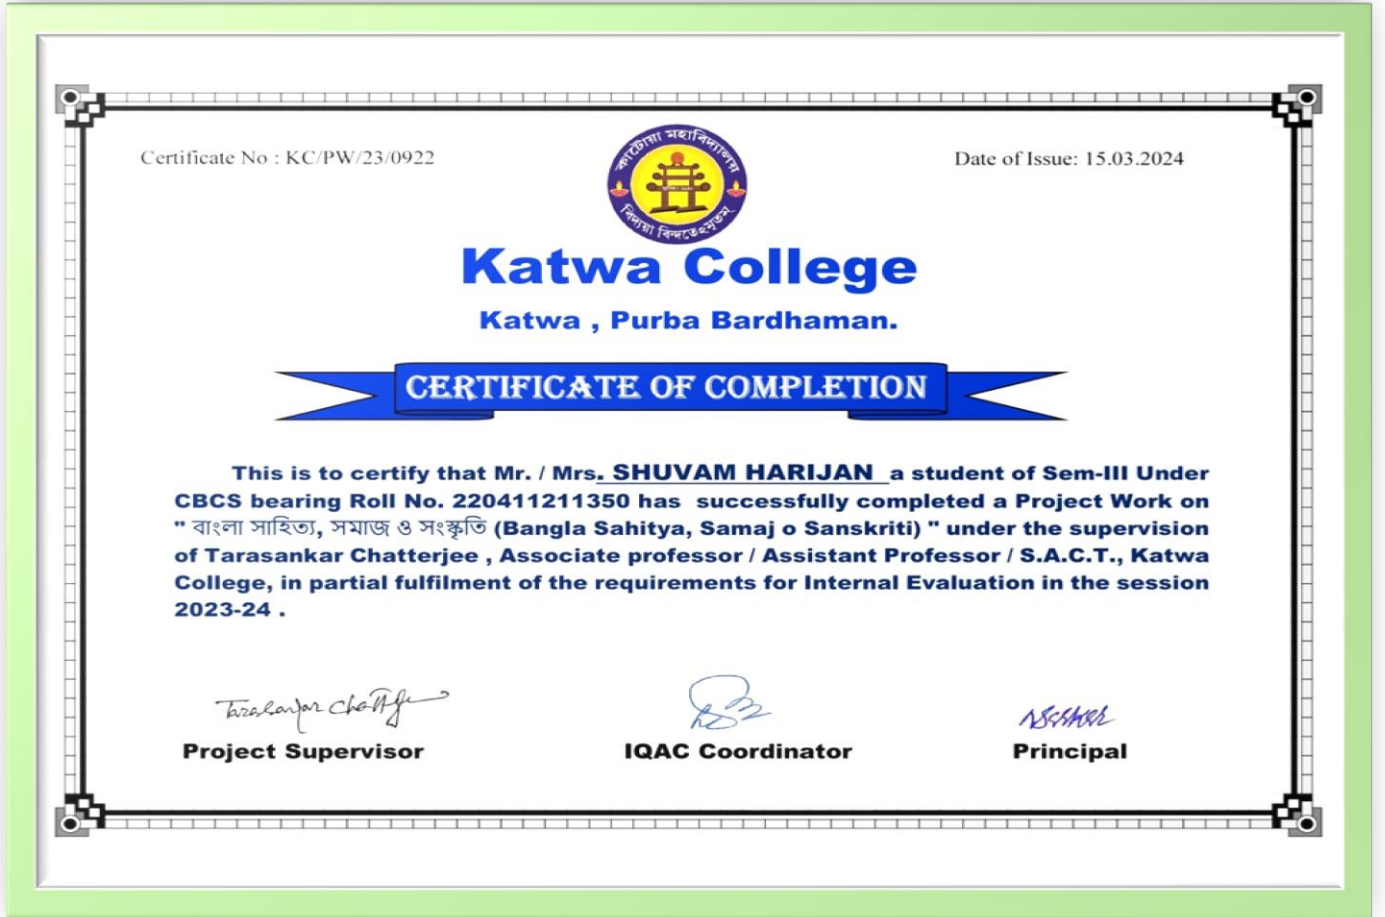 Certificate No : KC/PW/23/0922
Date of Issue: 15.03.2024
কাটোয়া মহাবিদ্যালয়
বিদ্যয়া বিন্দতেঽমৃতম্
Katwa College
Katwa , Purba Bardhaman.
CERTIFICATE OF COMPLETION
This is to certify that Mr. / Mrs. SHUVAM HARIJAN a student of Sem-III Under
CBCS bearing Roll No. 220411211350 has successfully completed a Project Work on
" বাংলা সাহিত্য, সমাজ ও সংস্কৃতি (Bangla Sahitya, Samaj o Sanskriti) " under the supervision
of Tarasankar Chatterjee , Associate professor / Assistant Professor / S.A.C.T., Katwa
College, in partial fulfilment of the requirements for Internal Evaluation in the session
2023-24 .
Project Supervisor
IQAC Coordinator
Principal